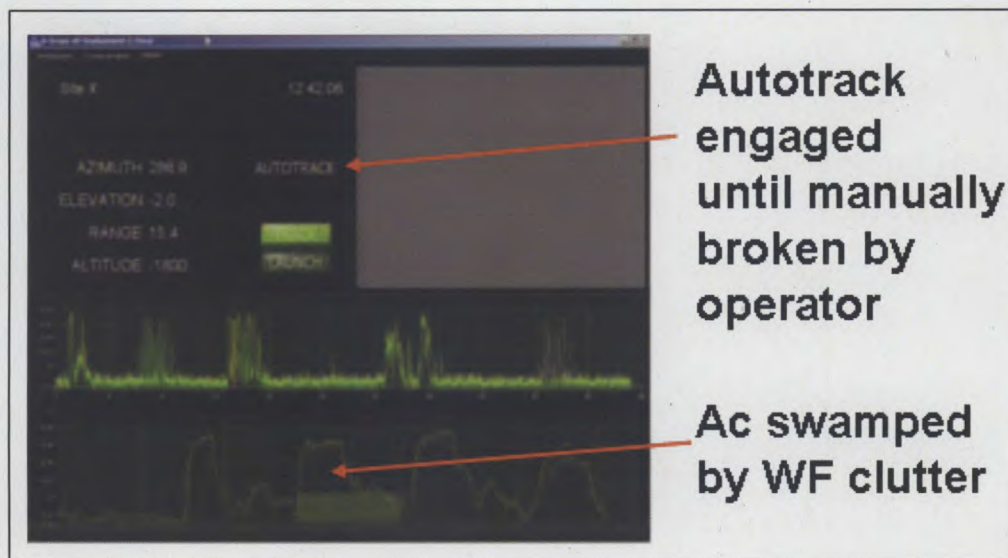 Site X
12:42:06
AZIMUTH 286.9
AUTOTRACK
ELEVATION -2.0
RANGE 15.4
ALTITUDE -1800
LAUNCH
Autotrack
engaged
until manually
broken by
operator
Ac swamped
by WF clutter